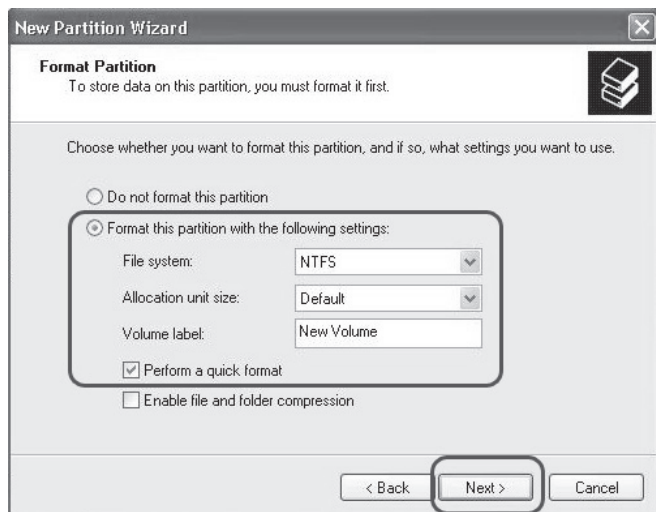 New Partition Wizard
Format Partition
To store data on this partition, you must format it first.
Choose whether you want to format this partition, and if so, what settings you want to use.
Do not format this partition
Format this partition with the following settings:
File system: NTFS
Allocation unit size: Default
Volume label: New Volume
Perform a quick format
Enable file and folder compression
< Back Next > Cancel